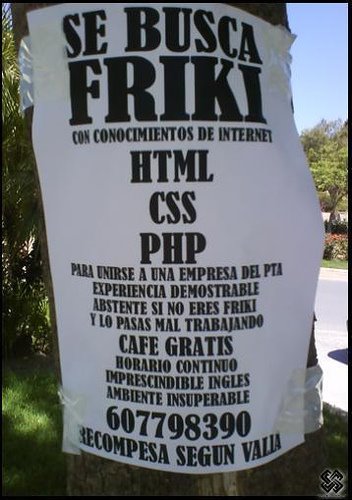 SE BUSCA
FRIKI
CON CONOCIMIENTOS DE INTERNET
HTML
CSS
PHP
PARA UNIRSE A UNA EMPRESA DEL PTA
EXPERIENCIA DEMOSTRABLE
ABSTENTE SI NO ERES FRIKI
Y LO PASAS MAL TRABAJANDO
CAFE GRATIS
HORARIO CONTINUO
IMPRESCINDIBLE INGLES
AMBIENTE INSUPERABLE
607798390
RECOMPESA SEGUN VALIA